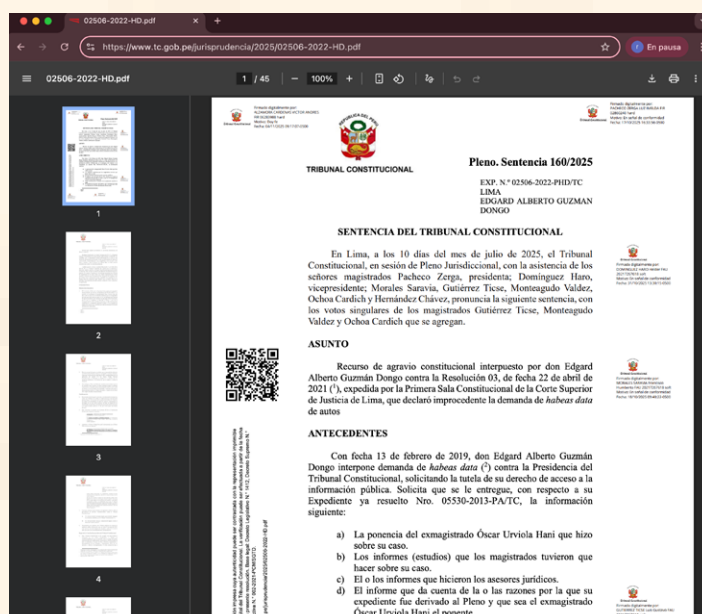 02506-2022-HD.pdf
https://www.tc.gob.pe/jurisprudencia/2025/02506-2022-HD.pdf
En pausa
02506-2022-HD.pdf
1 / 45
100%
1
2
3
4
TRIBUNAL CONSTITUCIONAL
Pleno. Sentencia 160/2025
EXP. N.° 02506-2022-PHD/TC
LIMA
EDGARD ALBERTO GUZMAN
DONGO
SENTENCIA DEL TRIBUNAL CONSTITUCIONAL
En Lima, a los 10 días del mes de julio de 2025, el Tribunal
Constitucional, en sesión de Pleno Jurisdiccional, con la asistencia de los
señores magistrados Pacheco Zerga, presidenta; Domínguez Haro,
vicepresidente; Morales Saravia, Gutiérrez Ticse, Monteagudo Valdez,
Ochoa Cardich y Hernández Chávez, pronuncia la siguiente sentencia, con
los votos singulares de los magistrados Gutiérrez Ticse, Monteagudo
Valdez y Ochoa Cardich que se agregan.
ASUNTO
Recurso de agravio constitucional interpuesto por don Edgard
Alberto Guzmán Dongo contra la Resolución 03, de fecha 22 de abril de
2021 (¹), expedida por la Primera Sala Constitucional de la Corte Superior
de Justicia de Lima, que declaró improcedente la demanda de habeas data
de autos
ANTECEDENTES
Con fecha 13 de febrero de 2019, don Edgard Alberto Guzmán
Dongo interpone demanda de habeas data (²) contra la Presidencia del
Tribunal Constitucional, solicitando la tutela de su derecho de acceso a la
información pública. Solicita que se le entregue, con respecto a su
Expediente ya resuelto Nro. 05530-2013-PA/TC, la información
siguiente:
a) La ponencia del exmagistrado Óscar Urviola Hani que hizo
sobre su caso.
b) Los informes (estudios) que los magistrados tuvieron que
hacer sobre su caso.
c) El o los informes que hicieron los asesores jurídicos.
d) El informe que da cuenta de la o las razones por la que su
expediente fue derivado al Pleno y que sea el exmagistrado
Óscar Urviola Hani el ponente